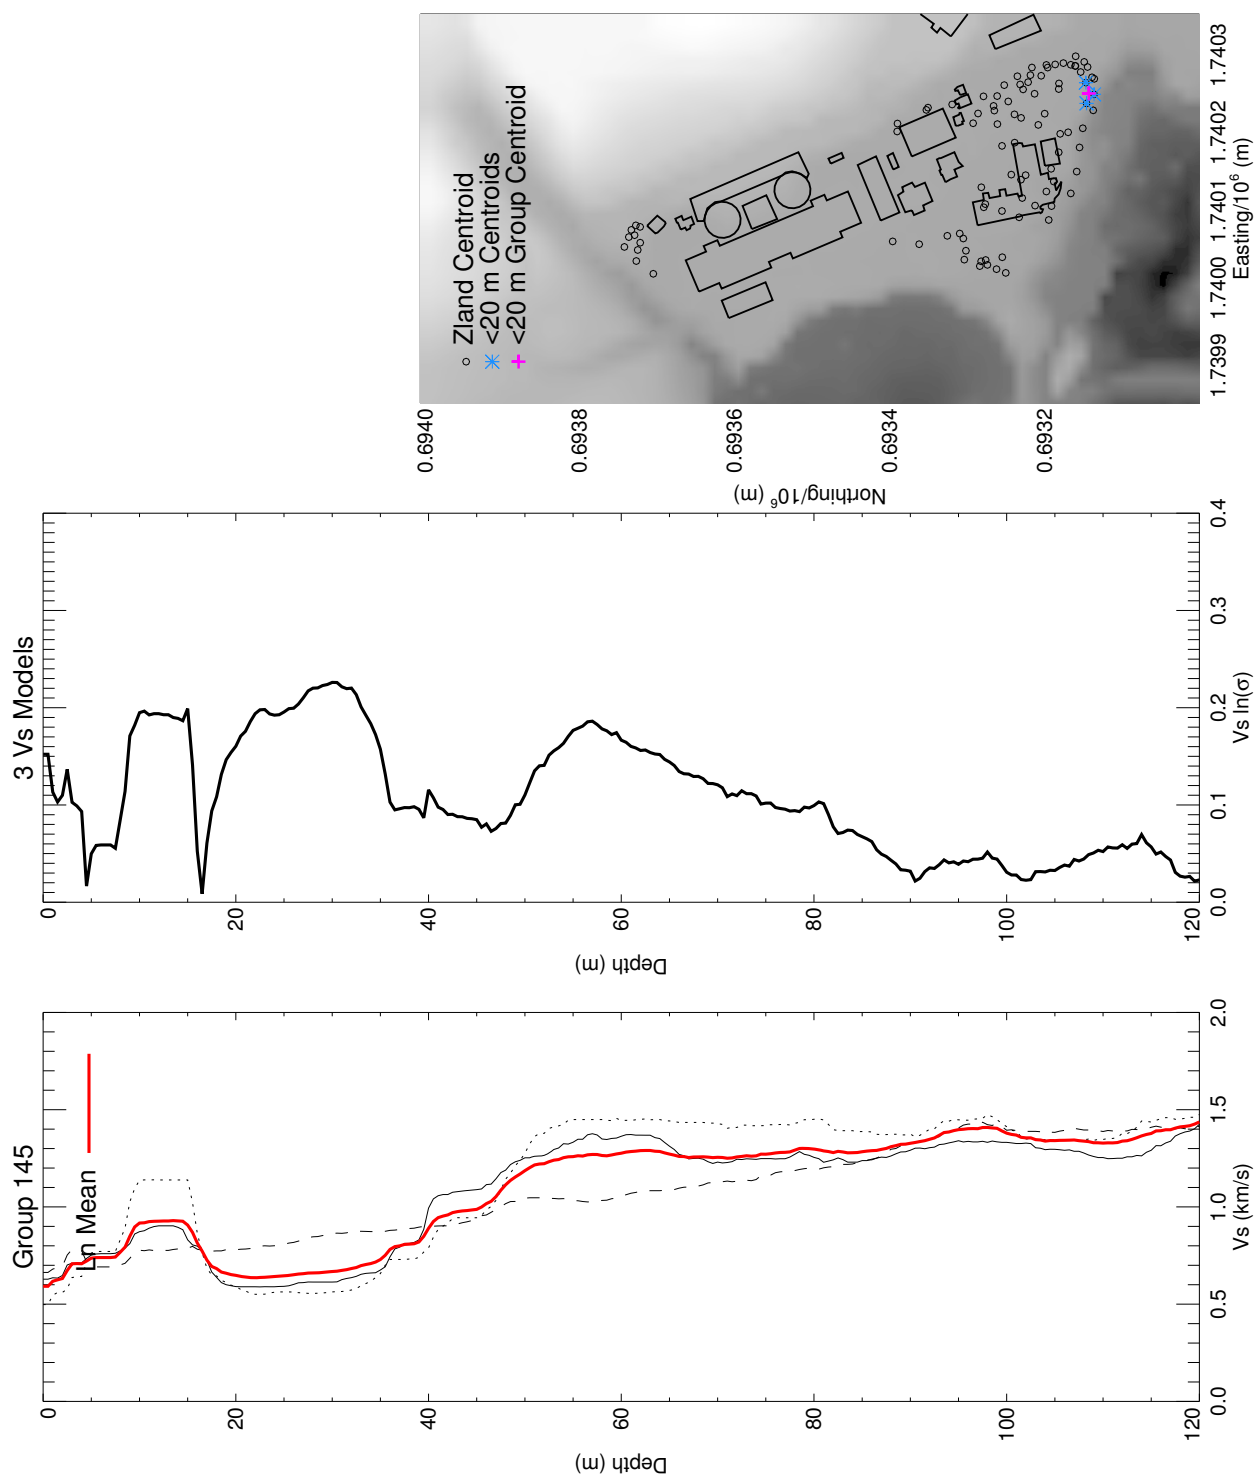 Group 145
Ln Mean
0
20
40
60
80
100
120
Depth (m)
0.0
0.5
1.0
1.5
2.0
Vs (km/s)
3 Vs Models
0
20
40
60
80
100
120
Depth (m)
0.0
0.1
0.2
0.3
0.4
Vs ln(σ)
Zland Centroid
<20 m Centroids
<20 m Group Centroid
0.6940
0.6938
0.6936
0.6934
0.6932
Northing/10⁶ (m)
1.7399
1.7400
1.7401
1.7402
1.7403
Easting/10⁶ (m)